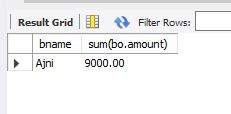 Result Grid Filter Rows:
bname sum(bo.amount)
Ajni 9000.00